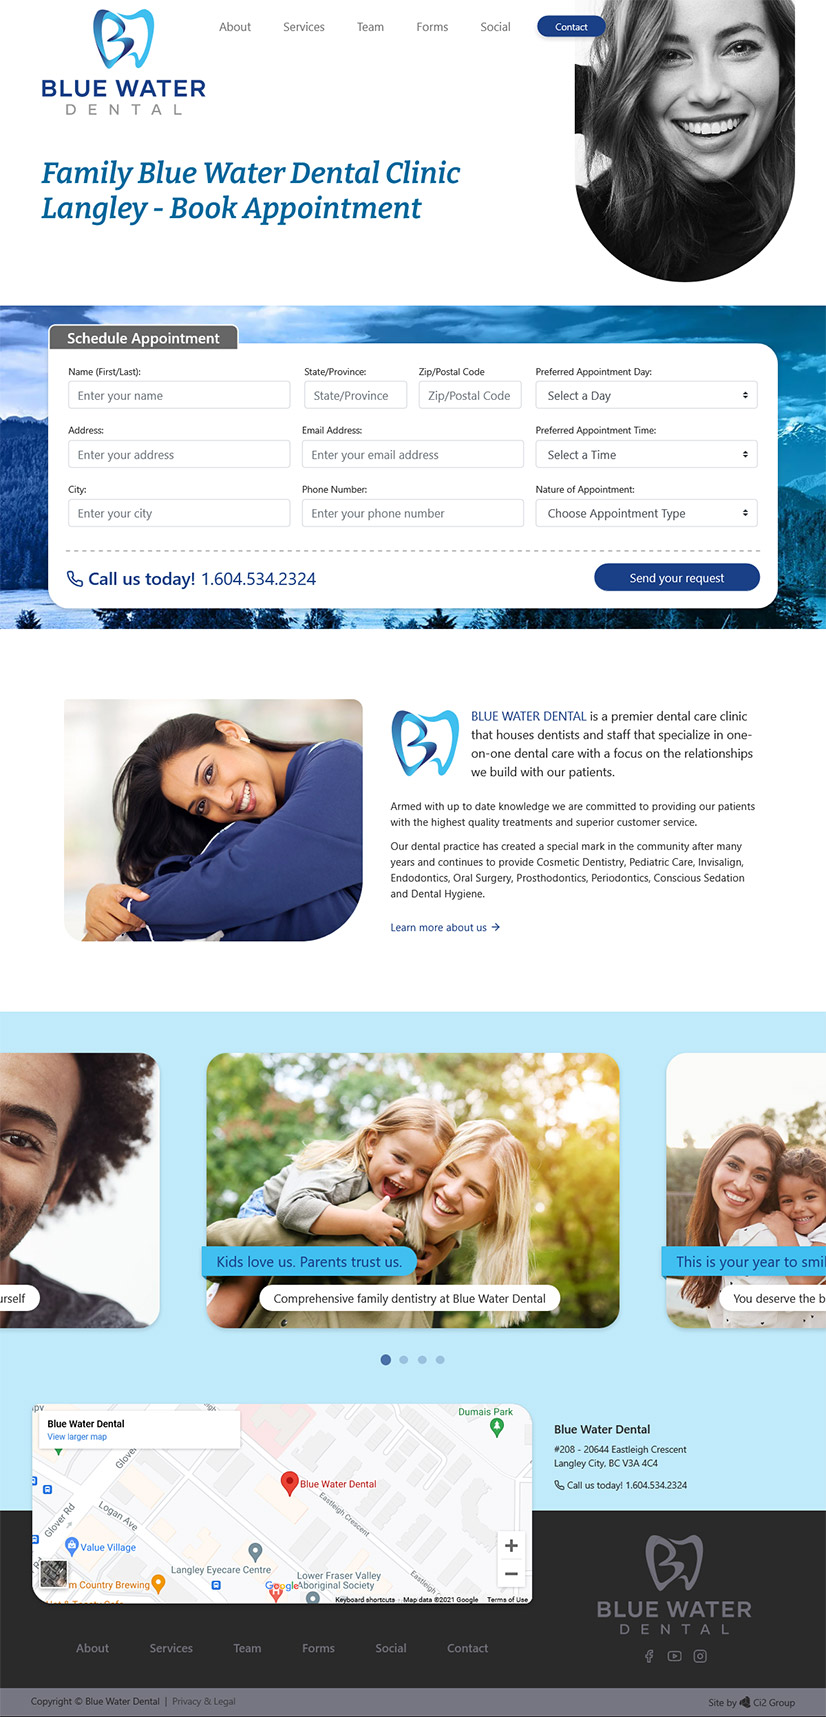 About
Services
Team
Forms
Social
Contact
BLUE WATER
DENTAL
Family Blue Water Dental Clinic
Langley - Book Appointment
Schedule Appointment
Name (First/Last):
State/Province:
Zip/Postal Code
Preferred Appointment Day:
Enter your name
State/Province
Zip/Postal Code
Select a Day
Address:
Email Address:
Preferred Appointment Time:
Enter your address
Enter your email address
Select a Time
City:
Phone Number:
Nature of Appointment:
Enter your city
Enter your phone number
Choose Appointment Type
Call us today! 1.604.534.2324
Send your request
BLUE WATER DENTAL is a premier dental care clinic
that houses dentists and staff that specialize in one-
on-one dental care with a focus on the relationships
we build with our patients.
Armed with up to date knowledge we are committed to providing our patients
with the highest quality treatments and superior customer service.
Our dental practice has created a special mark in the community after many
years and continues to provide Cosmetic Dentistry, Pediatric Care, Invisalign,
Endodontics, Oral Surgery, Prosthodontics, Periodontics, Conscious Sedation
and Dental Hygiene.
Learn more about us →
urself
Kids love us. Parents trust us.
Comprehensive family dentistry at Blue Water Dental
This is your year to smil
You deserve the b
Blue Water Dental
View larger map
Dumais Park
Glover
Blue Water Dental
Eastleigh Crescent
Logan Ave
Glover Rd
Value Village
Langley Eyecare Centre
Lower Fraser Valley
Aboriginal Society
m Country Brewing
Google
Eastleigh
Keyboard shortcuts
Map data ©2021 Google
Terms of Use
+
−
Blue Water Dental
#208 - 20644 Eastleigh Crescent
Langley City, BC V3A 4C4
Call us today! 1.604.534.2324
BLUE WATER
DENTAL
About
Services
Team
Forms
Social
Contact
Copyright © Blue Water Dental | Privacy & Legal
Site by Ci2 Group